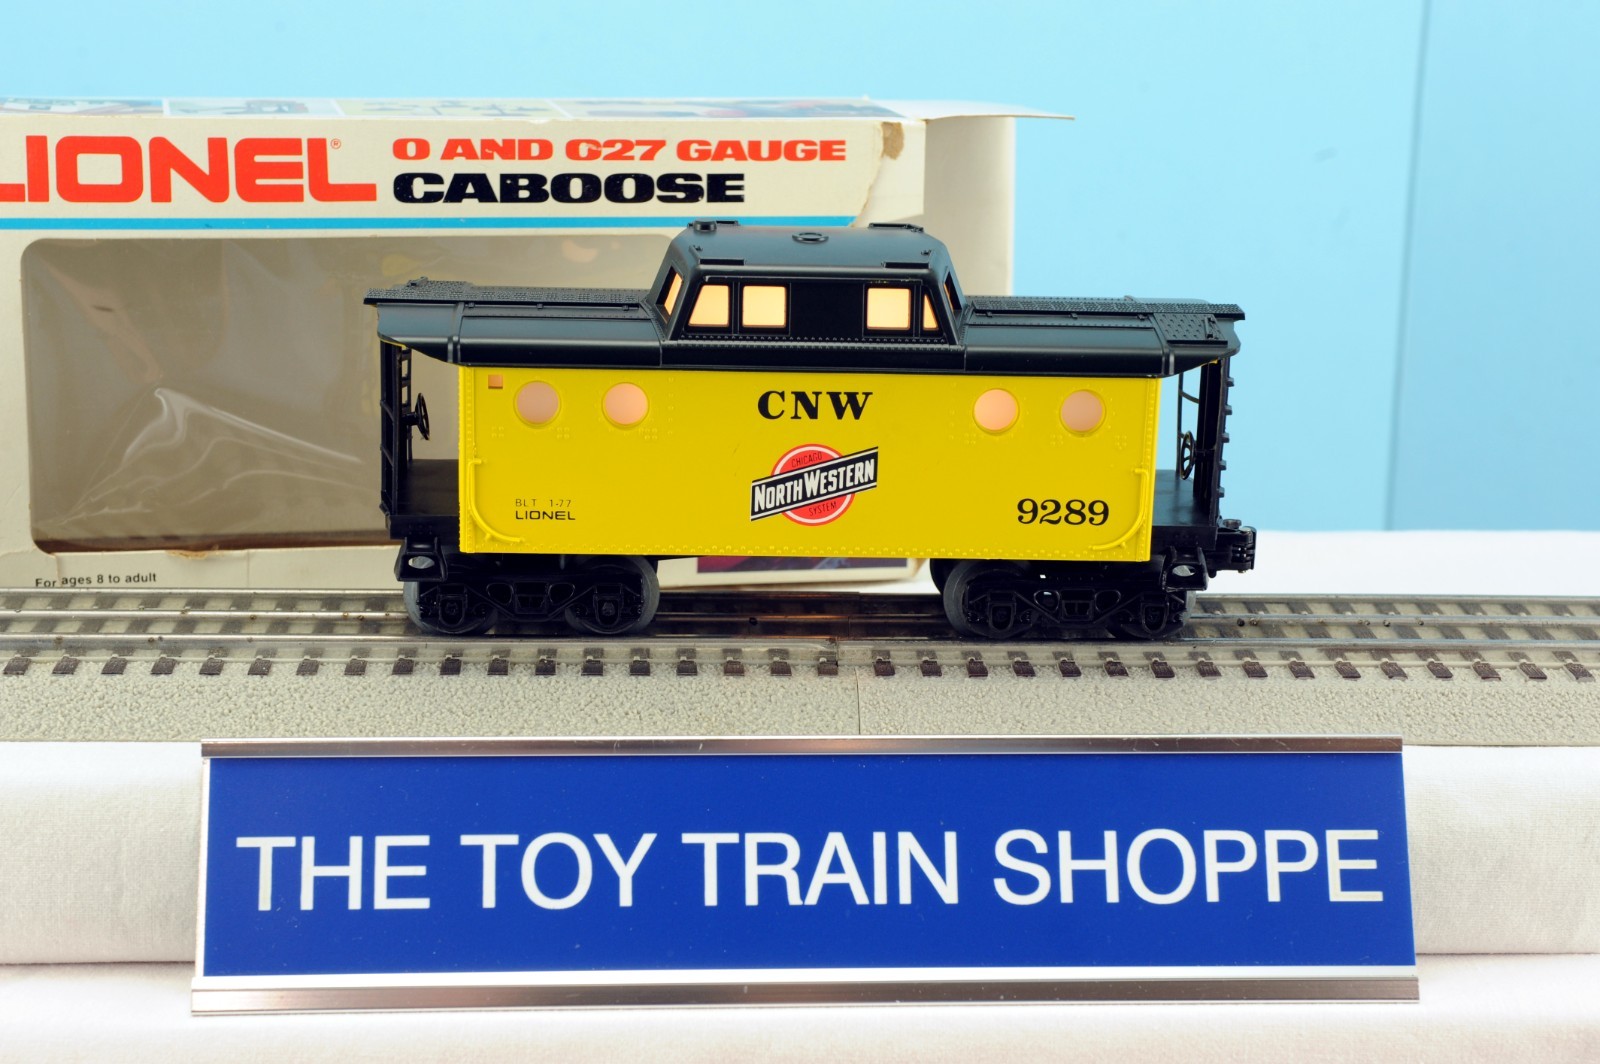 LIONEL®
O AND O27 GAUGE
CABOOSE
For ages 8 to adult
CNW
CHICAGO
NORTH WESTERN
SYSTEM
BLT 1-77
LIONEL
9289
THE TOY TRAIN SHOPPE